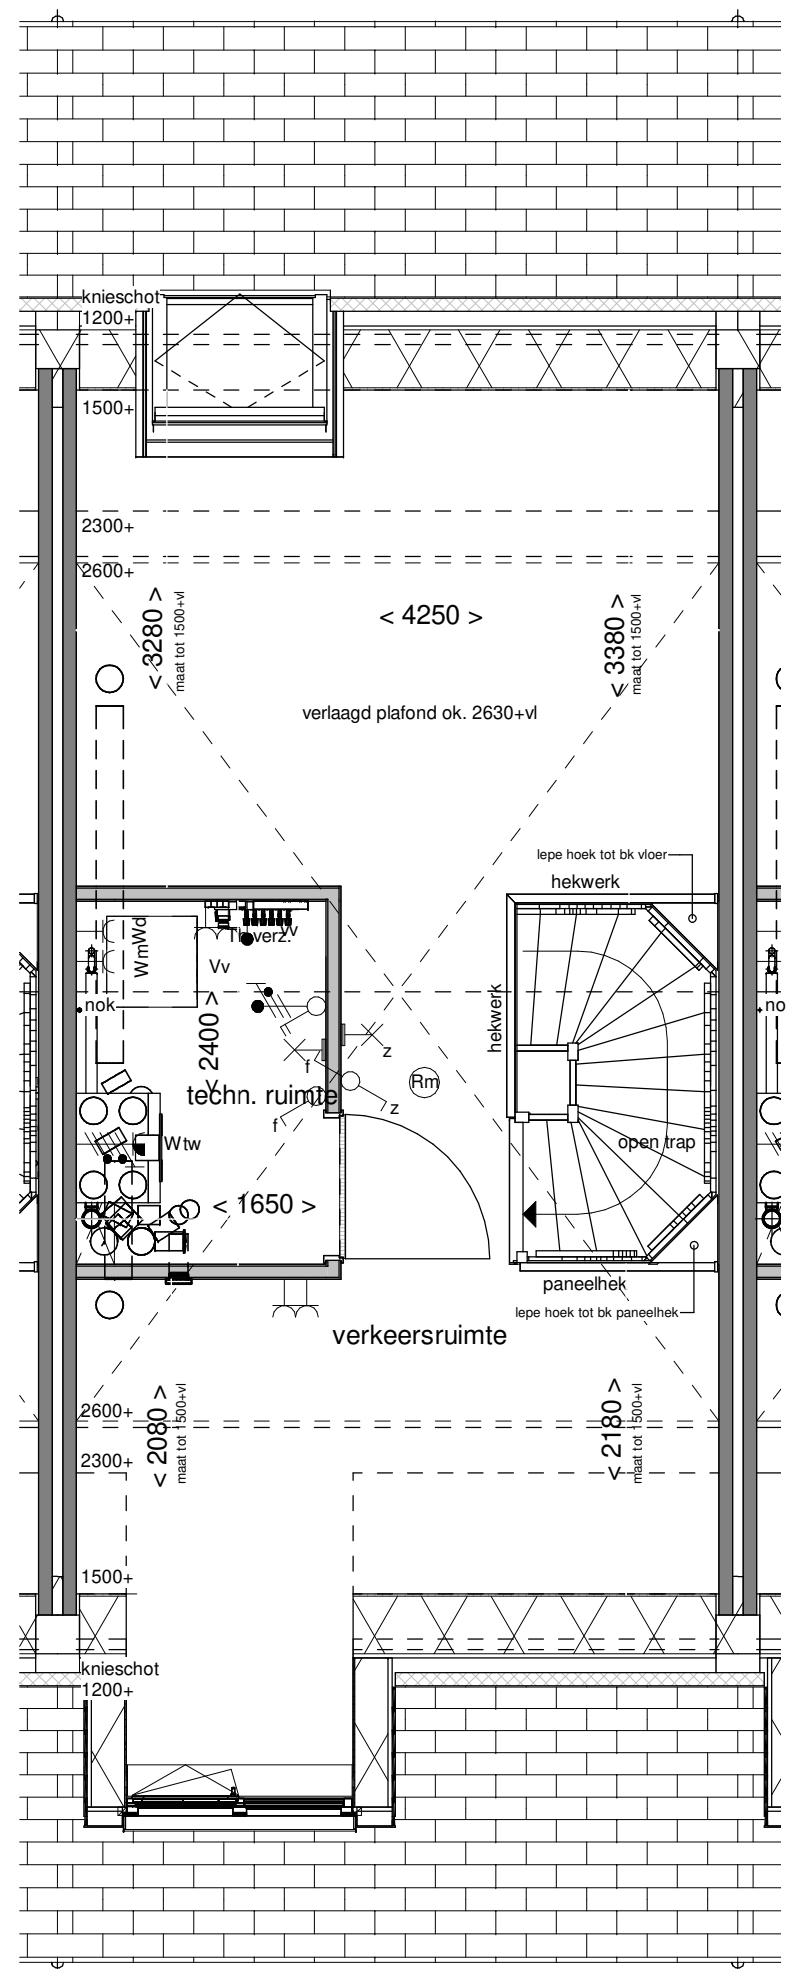 knieschot
1200+
1500+
2300+
2600+
< 3280 >
maat tot 1500+vl
< 4250 >
< 3380 >
maat tot 1500+vl
verlaagd plafond ok. 2630+vl
lepe hoek tot bk vloer
hekwerk
WmWd
Vv
Vv
nok
< 2400 >
hekwerk
no
z
f
techn. ruimte
Rm
z
f
Wtw
open trap
< 1650 >
paneelhek
lepe hoek tot bk paneelhek
verkeersruimte
2600+
< 2080 >
maat tot 1500+vl
< 2180 >
maat tot 1500+vl
2300+
1500+
knieschot
1200+